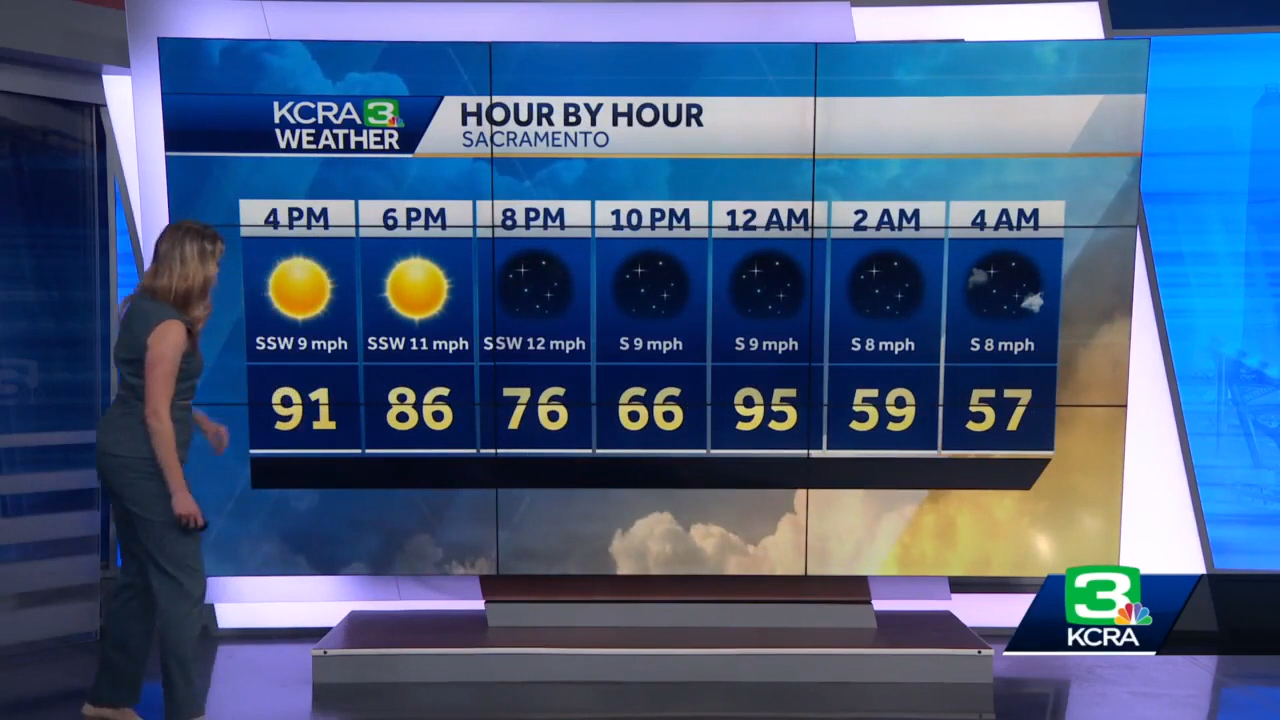 KCRA 3
WEATHER
HOUR BY HOUR
SACRAMENTO
4 PM 6 PM 8 PM 10 PM 12 AM 2 AM 4 AM
SSW 9 mph SSW 11 mph SSW 12 mph S 9 mph S 9 mph S 8 mph S 8 mph
91 86 76 66 95 59 57
3
KCRA